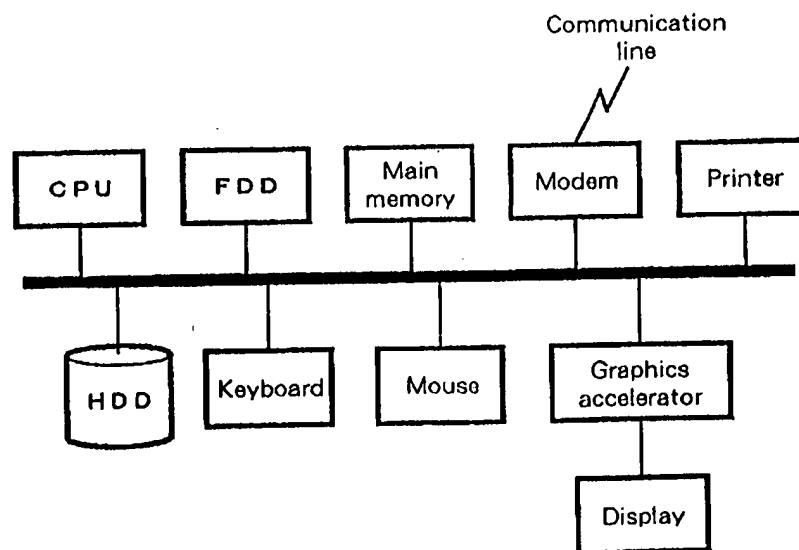 Communication
line
CPU
FDD
Main
memory
Modem
Printer
HDD
Keyboard
Mouse
Graphics
accelerator
Display